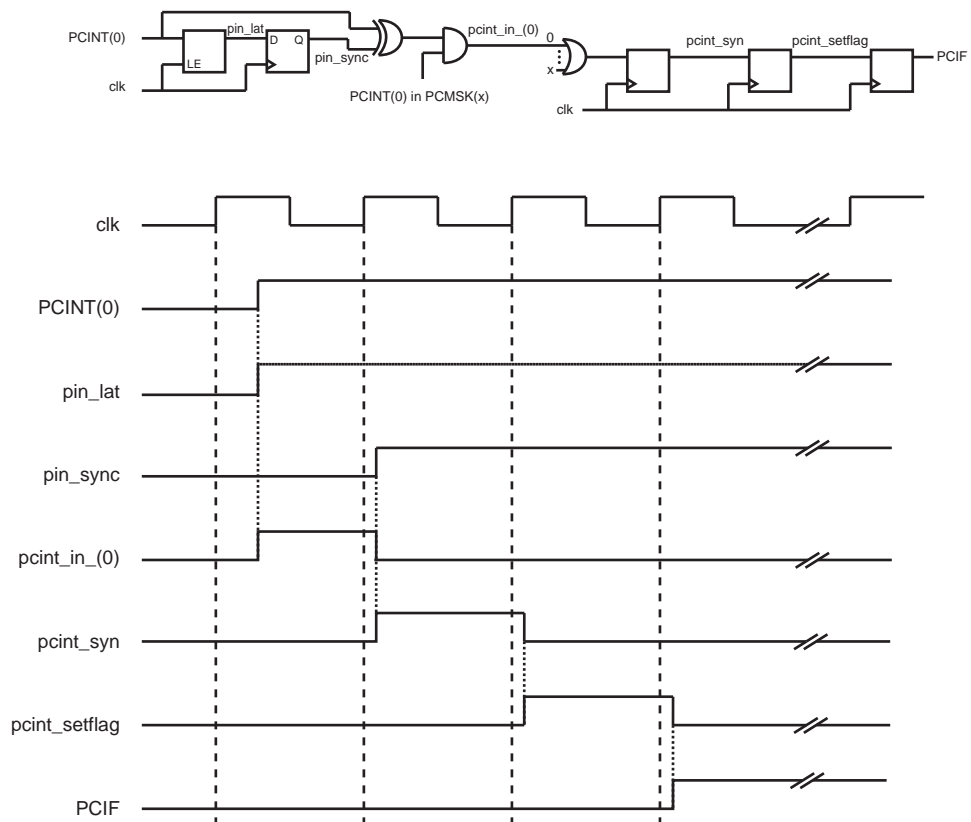 PCINT(0)
pin_lat
D Q
LE
clk
pin_sync
pcint_in_(0)
0
x
PCINT(0) in PCMSK(x)
clk
pcint_syn
pcint_setflag
PCIF
clk
PCINT(0)
pin_lat
pin_sync
pcint_in_(0)
pcint_syn
pcint_setflag
PCIF